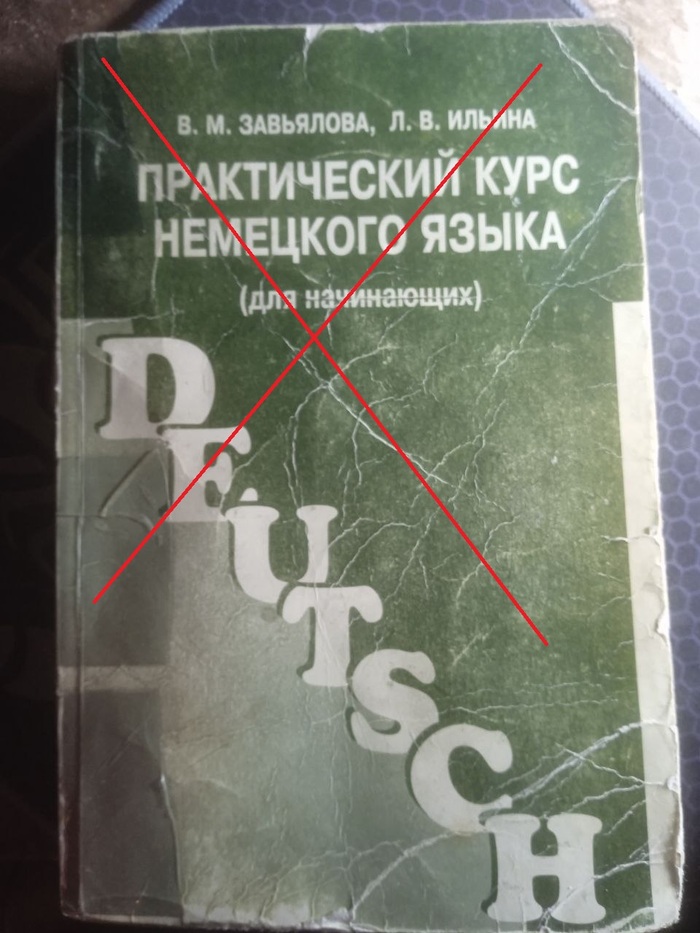 В. М. ЗАВЬЯЛОВА, Л. В. ИЛЬИНА
ПРАКТИЧЕСКИЙ КУРС
НЕМЕЦКОГО ЯЗЫКА
(для начинающих)
DEUTSCH